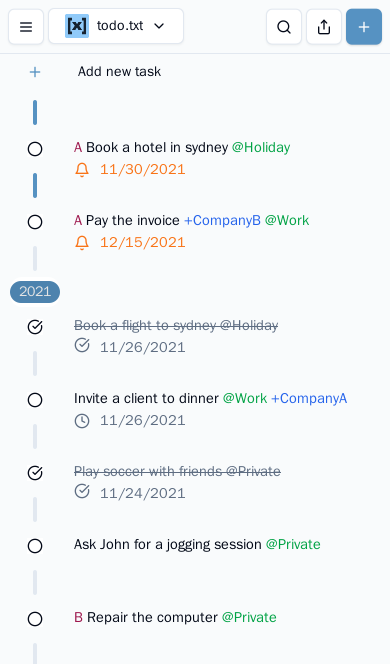 [x] todo.txt
Add new task
A Book a hotel in sydney @Holiday
11/30/2021
A Pay the invoice +CompanyB @Work
12/15/2021
2021
Book a flight to sydney @Holiday
11/26/2021
Invite a client to dinner @Work +CompanyA
11/26/2021
Play soccer with friends @Private
11/24/2021
Ask John for a jogging session @Private
B Repair the computer @Private